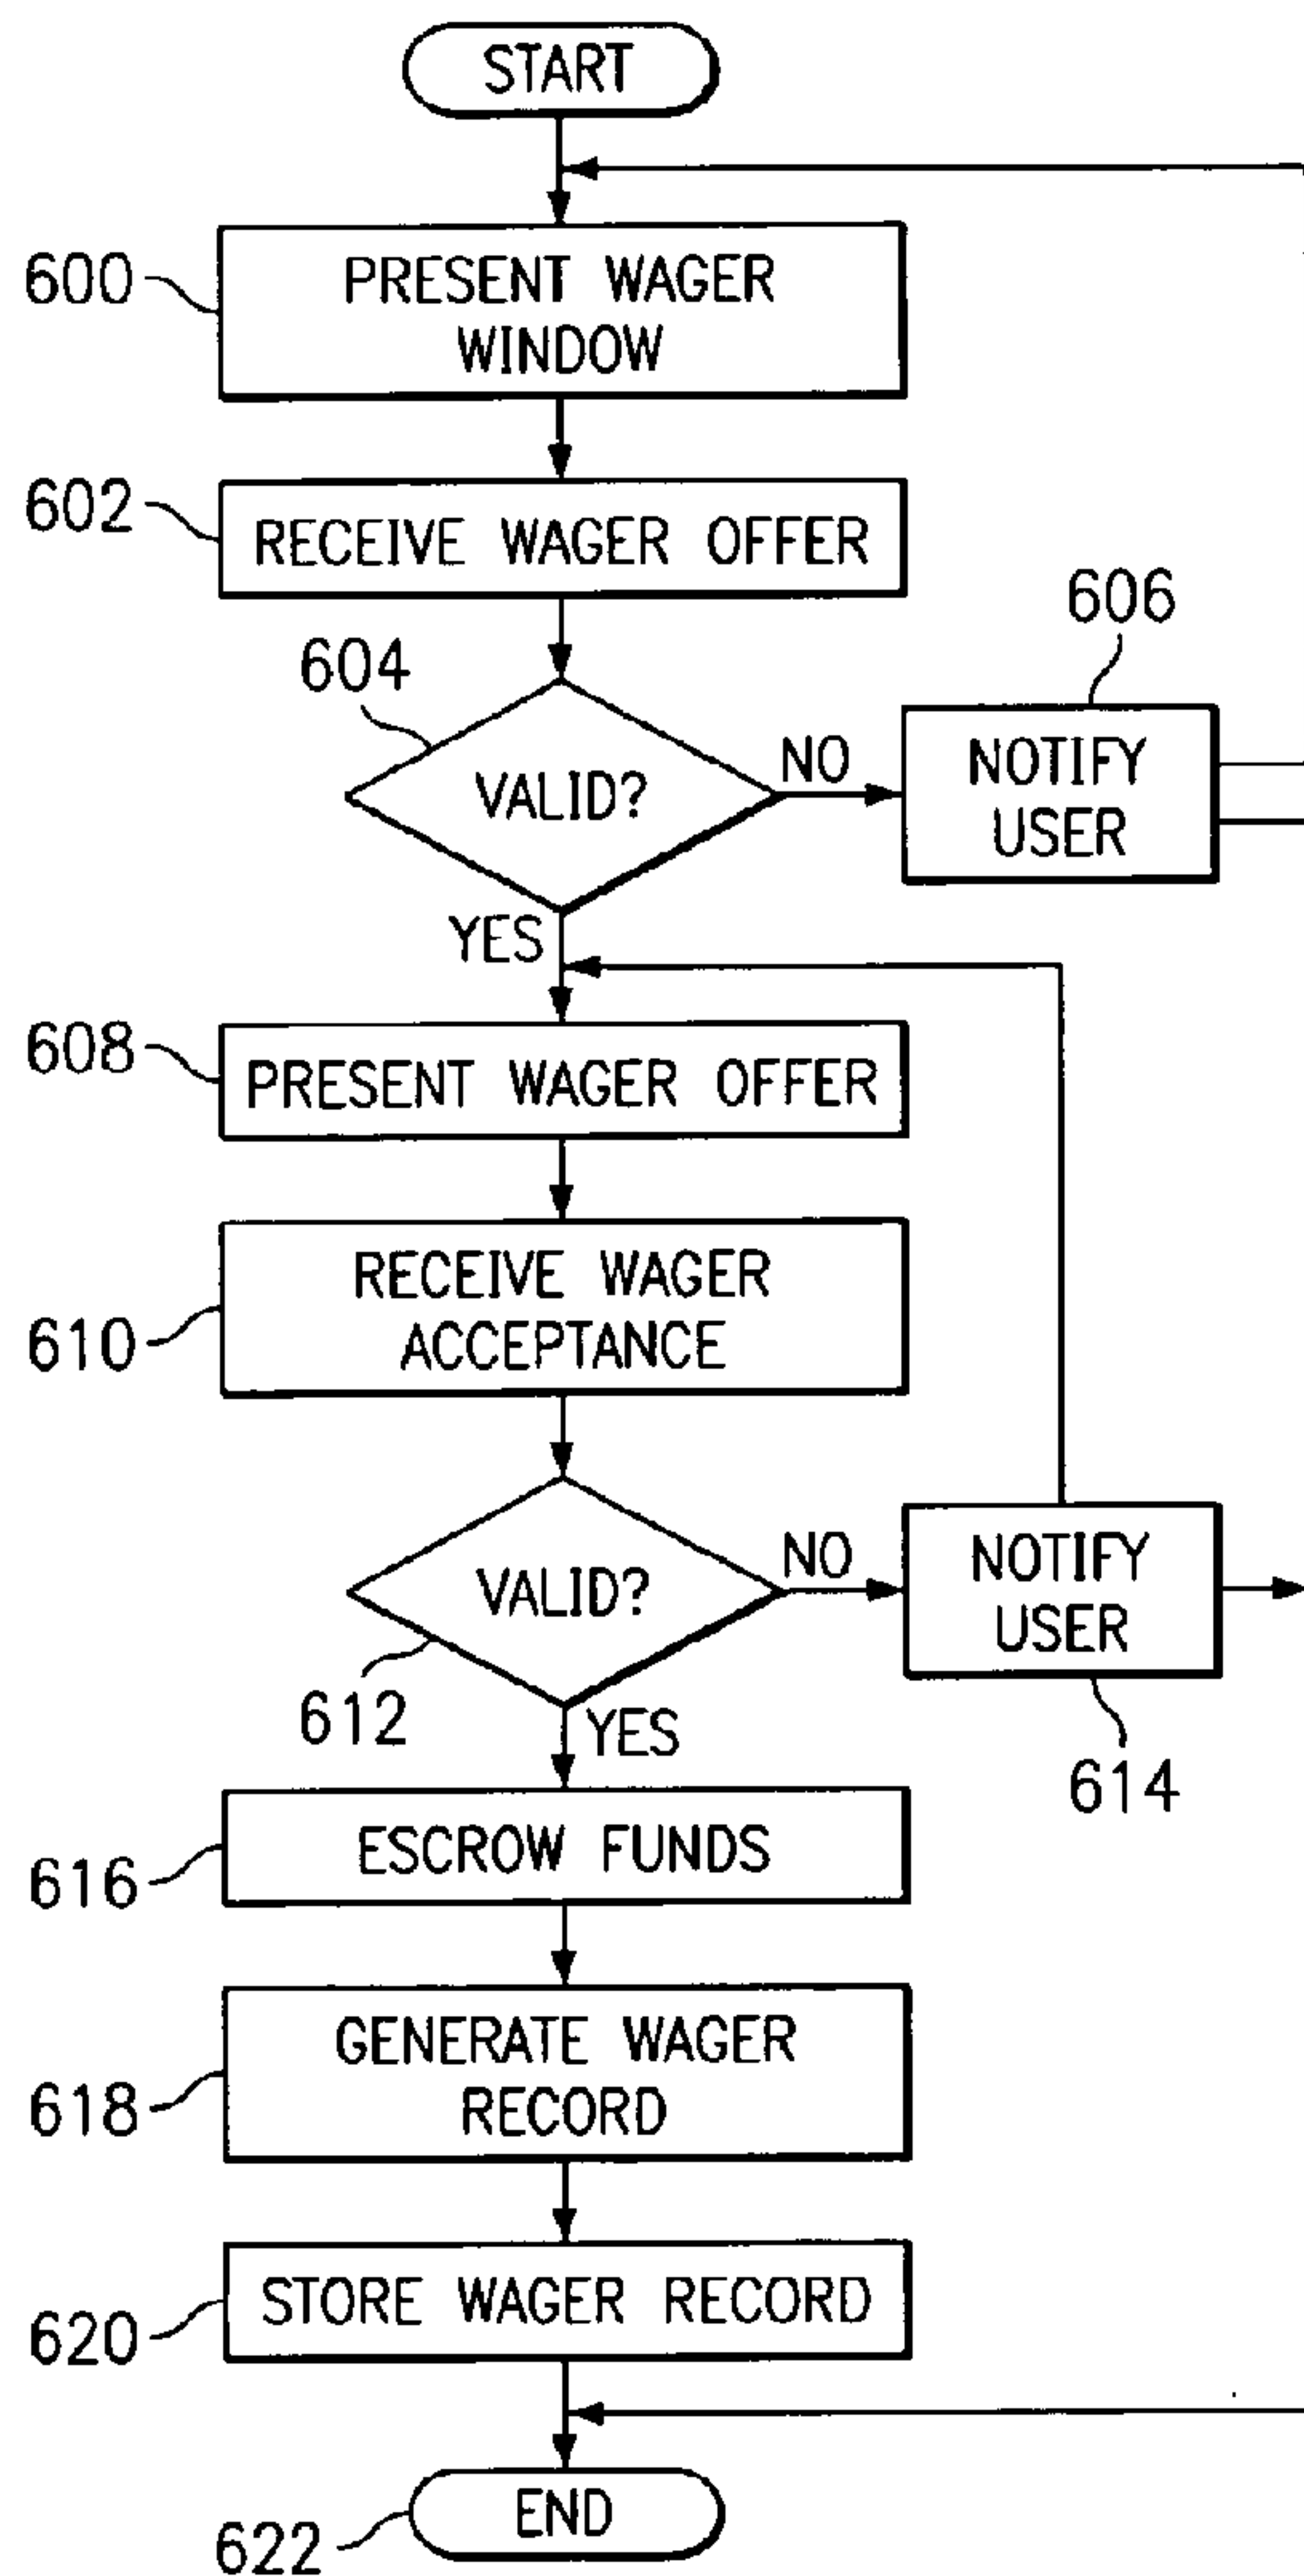 START
600
PRESENT WAGER
WINDOW
602
RECEIVE WAGER OFFER
604
VALID?
NO
606
NOTIFY
USER
YES
608
PRESENT WAGER OFFER
610
RECEIVE WAGER
ACCEPTANCE
612
VALID?
NO
NOTIFY
USER
614
YES
616
ESCROW FUNDS
618
GENERATE WAGER
RECORD
620
STORE WAGER RECORD
622
END